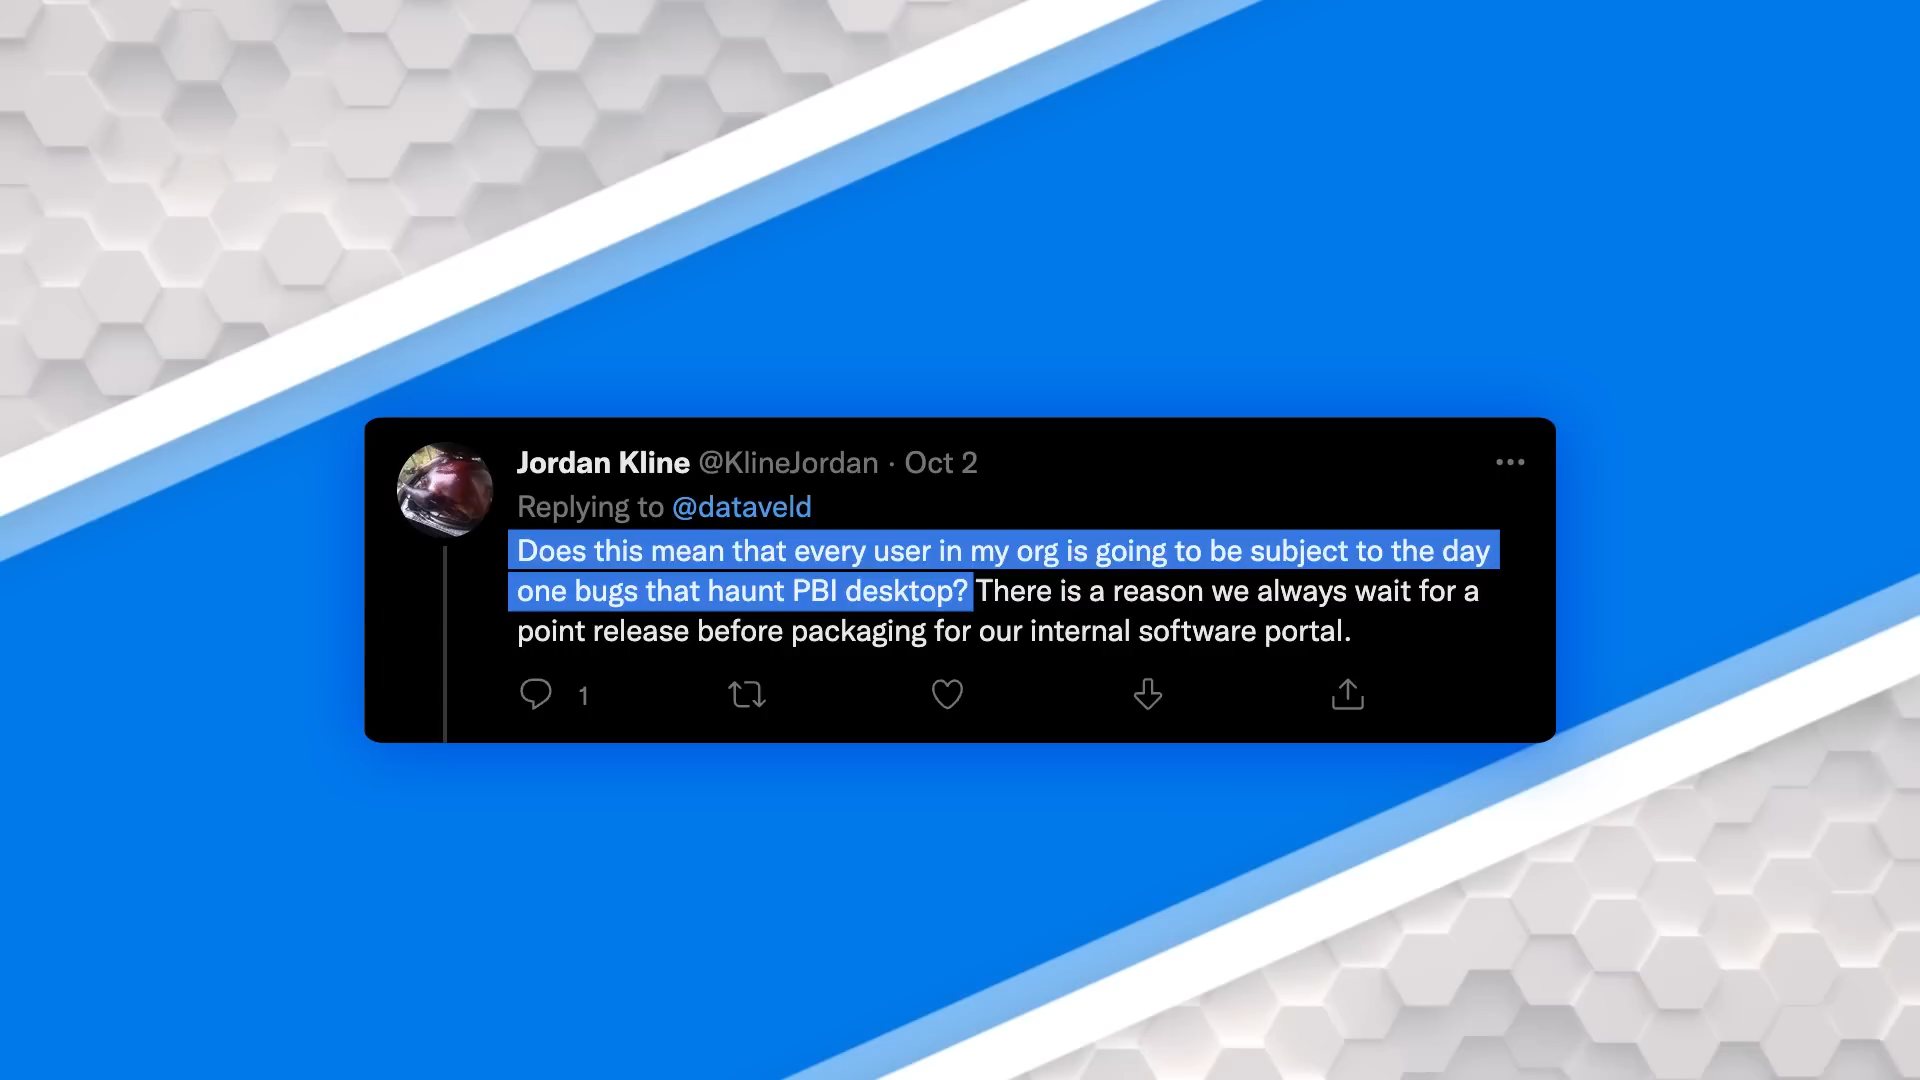 Jordan Kline @KlineJordan · Oct 2
Replying to @dataveld
Does this mean that every user in my org is going to be subject to the day
one bugs that haunt PBI desktop? There is a reason we always wait for a
point release before packaging for our internal software portal.
1